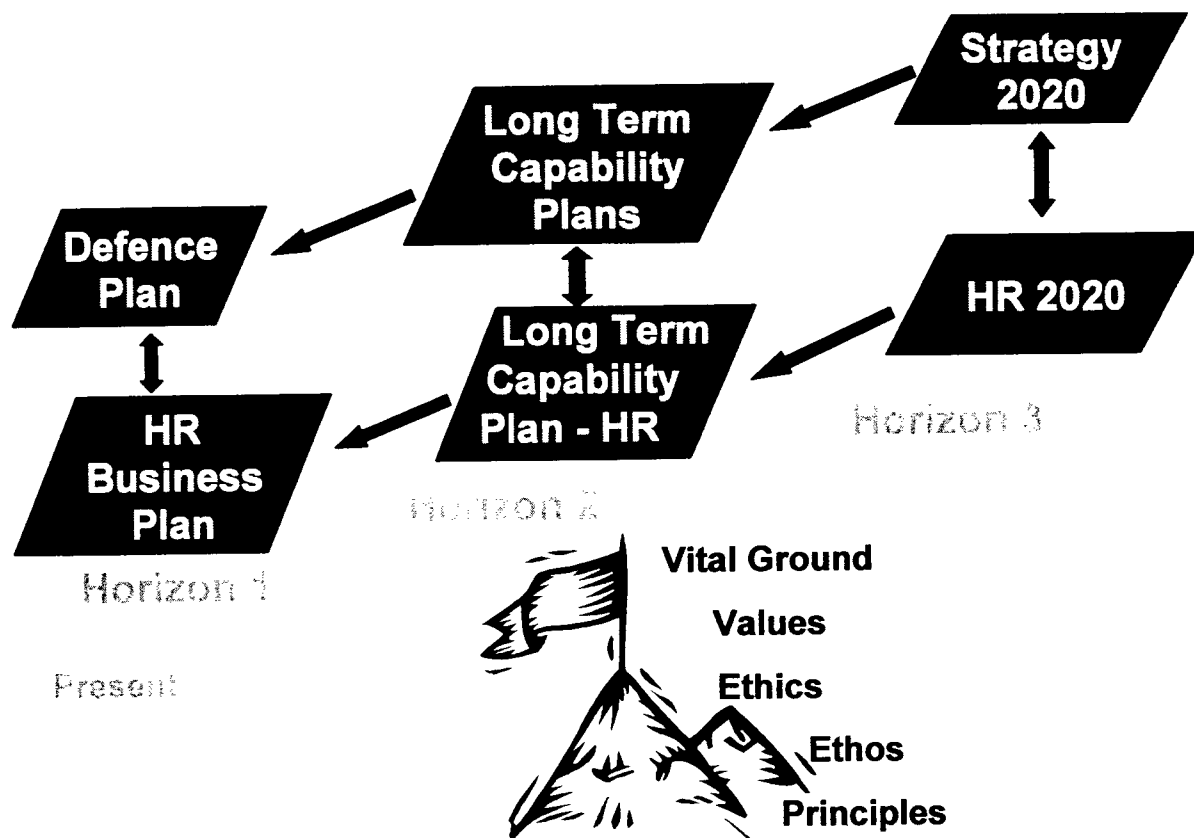 Strategy
2020
Long Term
Capability
Plans
Defence
Plan
HR 2020
Long Term
Capability
Plan - HR
HR
Business
Plan
Horizon 3
Horizon 2
Horizon 1
Present
Vital Ground
Values
Ethics
Ethos
Principles